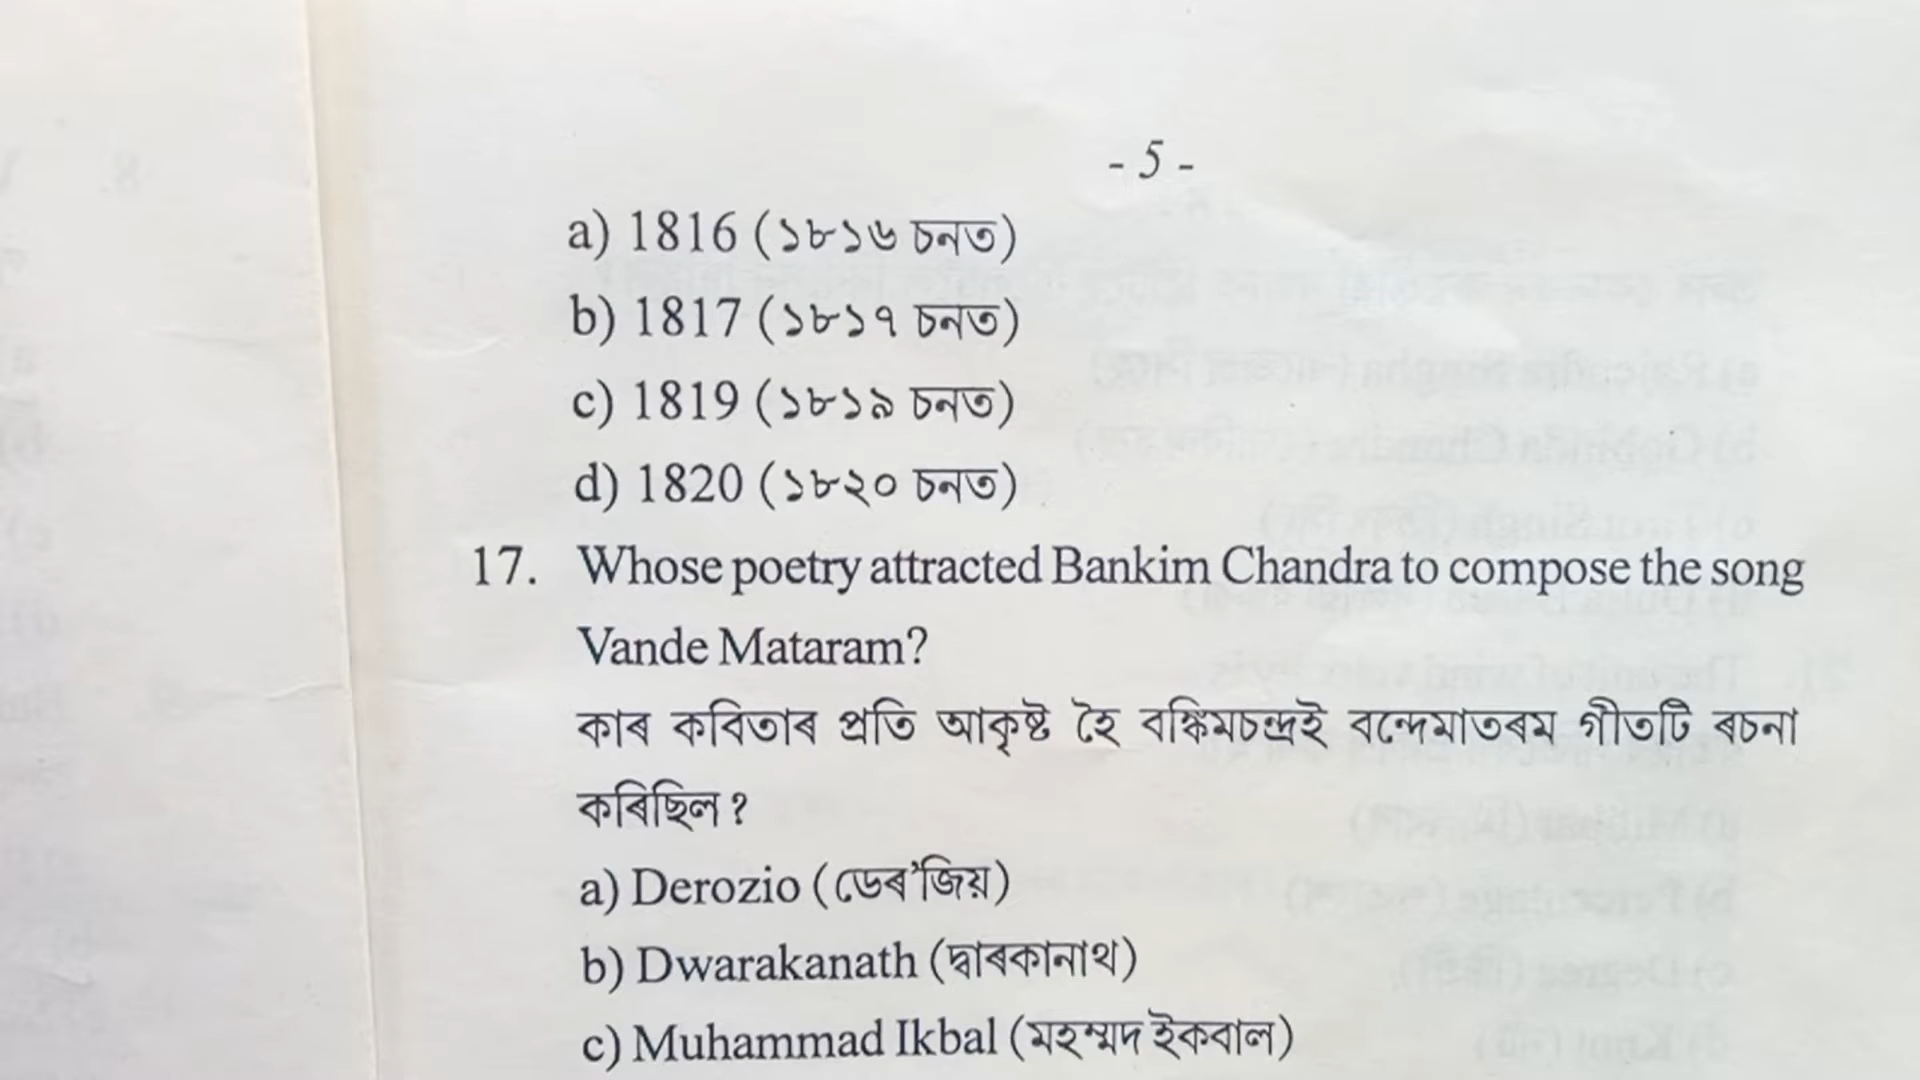 - 5 -
a) 1816 (১৮১৬ চনত)
b) 1817 (১৮১৭ চনত)
c) 1819 (১৮১৯ চনত)
d) 1820 (১৮২০ চনত)
17. Whose poetry attracted Bankim Chandra to compose the song
Vande Mataram?
কাৰ কবিতাৰ প্ৰতি আকৃষ্ট হৈ বঙ্কিমচন্দ্ৰই বন্দেমাতৰম গীতটি ৰচনা
কৰিছিল ?
a) Derozio (ডেৰ’জিয়)
b) Dwarakanath (দ্বাৰকানাথ)
c) Muhammad Ikbal (মহম্মদ ইকবাল)